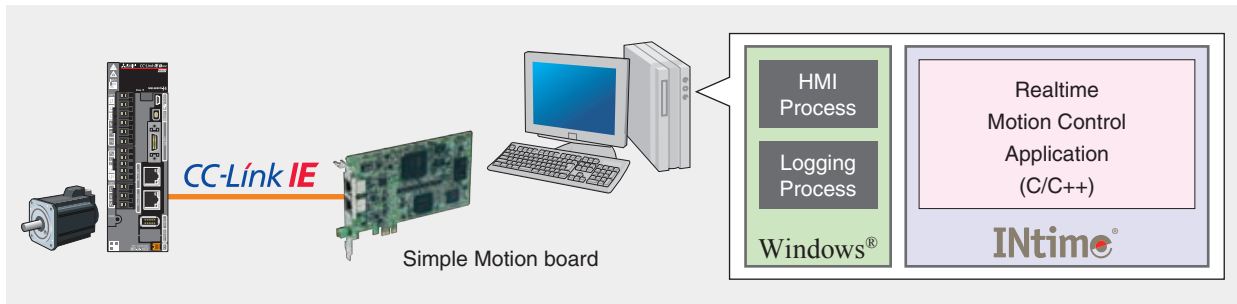 CC-Link IE
Simple Motion board
HMI
Process
Logging
Process
Windows®
Realtime
Motion Control
Application
(C/C++)
INtime®